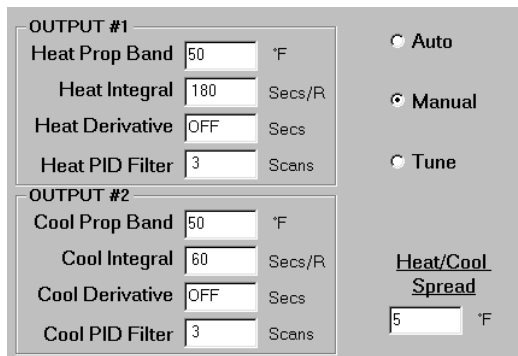 OUTPUT #1
Heat Prop Band 50 °F
Heat Integral 180 Secs/R
Heat Derivative OFF Secs
Heat PID Filter 3 Scans
OUTPUT #2
Cool Prop Band 50 °F
Cool Integral 60 Secs/R
Cool Derivative OFF Secs
Cool PID Filter 3 Scans
Auto
Manual
Tune
Heat/Cool
Spread
5 °F